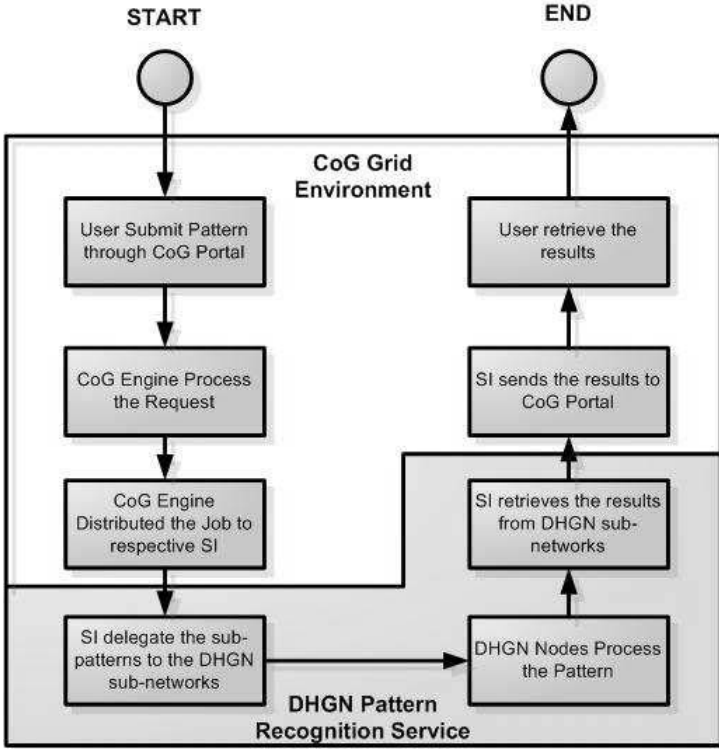 START
END
CoG Grid
Environment
User Submit Pattern
through CoG Portal
User retrieve the
results
CoG Engine Process
the Request
SI sends the results to
CoG Portal
CoG Engine
Distributed the Job to
respective SI
SI retrieves the results
from DHGN sub-
networks
SI delegate the sub-
patterns to the DHGN
sub-networks
DHGN Nodes Process
the Pattern
DHGN Pattern
Recognition Service